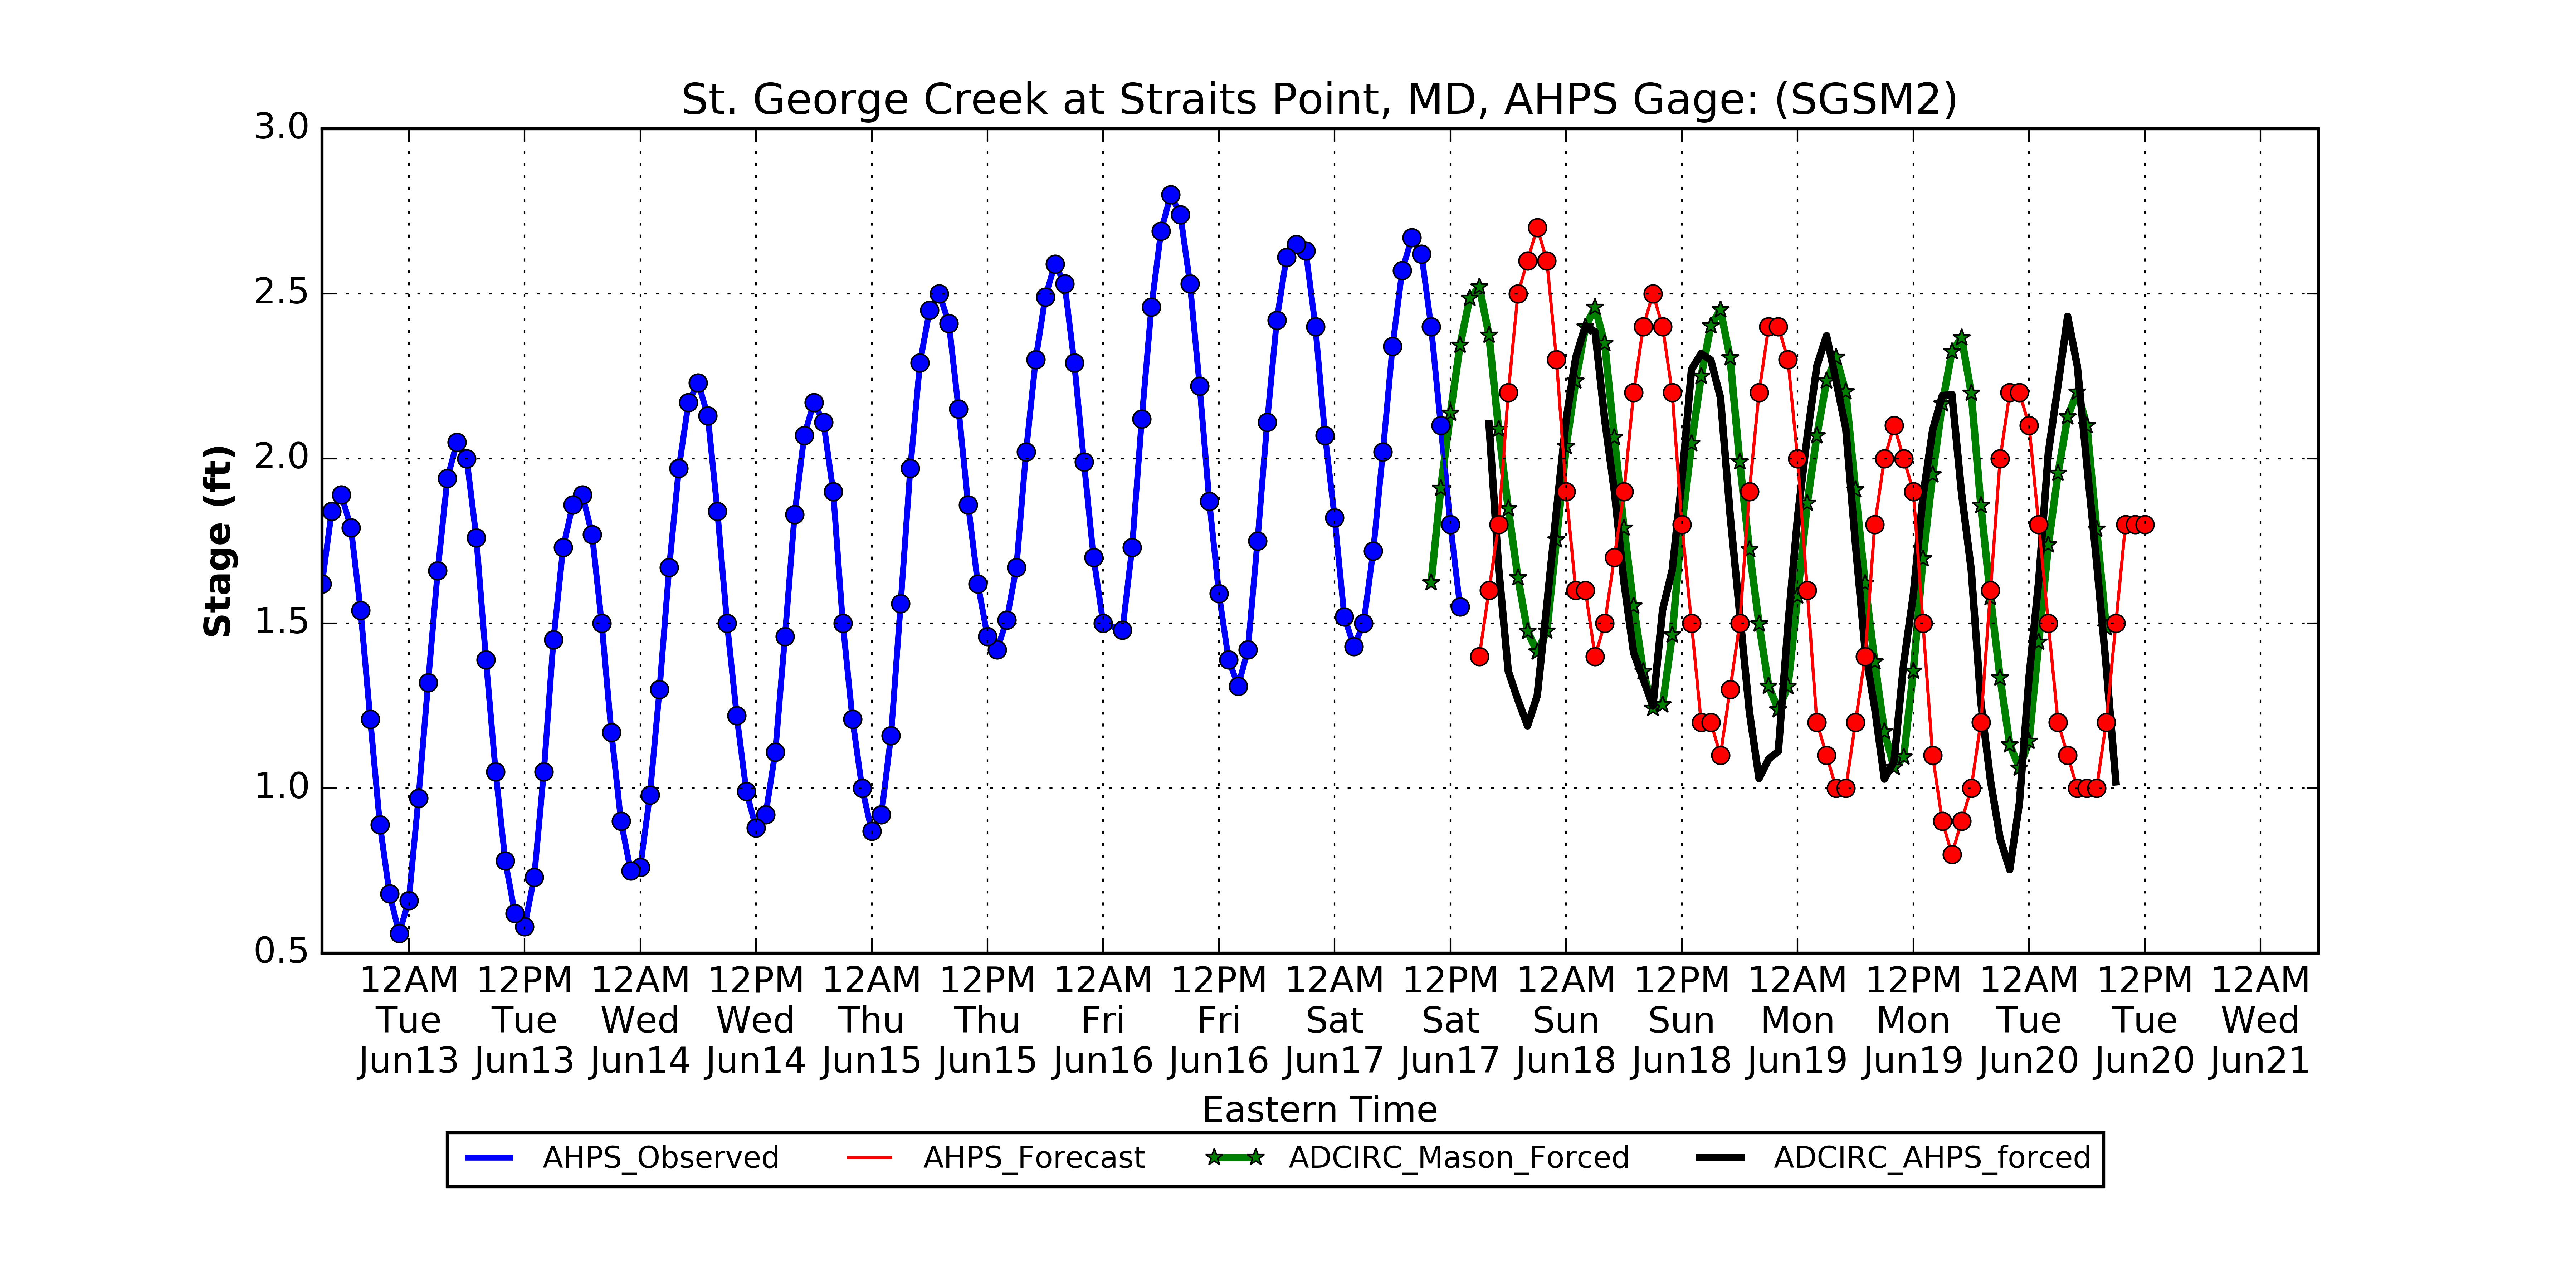 St. George Creek at Straits Point, MD, AHPS Gage: (SGSM2)
3.0
2.5
2.0
1.5
1.0
0.5
Stage (ft)
12AM 12PM 12AM 12PM 12AM 12PM 12AM 12PM 12AM 12PM 12AM 12PM 12AM 12PM 12AM 12PM 12AM
Tue Tue Wed Wed Thu Thu Fri Fri Sat Sat Sun Sun Mon Mon Tue Tue Wed
Jun13 Jun13 Jun14 Jun14 Jun15 Jun15 Jun16 Jun16 Jun17 Jun17 Jun18 Jun18 Jun19 Jun19 Jun20 Jun20 Jun21
Eastern Time
AHPS_Observed AHPS_Forecast ADCIRC_Mason_Forced ADCIRC_AHPS_forced